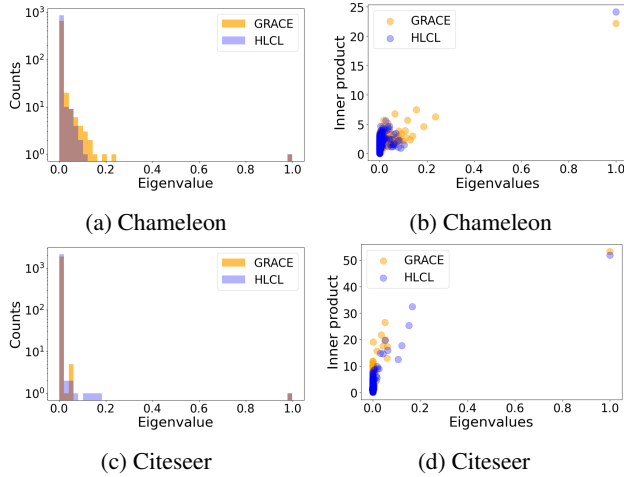 10³
10²
10¹
10⁰
Counts
GRACE
HLCL
0.0 0.2 0.4 0.6 0.8 1.0
Eigenvalue
(a) Chameleon
25
20
15
10
5
0
Inner product
GRACE
HLCL
0.0 0.2 0.4 0.6 0.8 1.0
Eigenvalues
(b) Chameleon
10³
10²
10¹
10⁰
Counts
GRACE
HLCL
0.0 0.2 0.4 0.6 0.8 1.0
Eigenvalue
(c) Citeseer
50
40
30
20
10
0
Inner product
GRACE
HLCL
0.0 0.2 0.4 0.6 0.8 1.0
Eigenvalues
(d) Citeseer